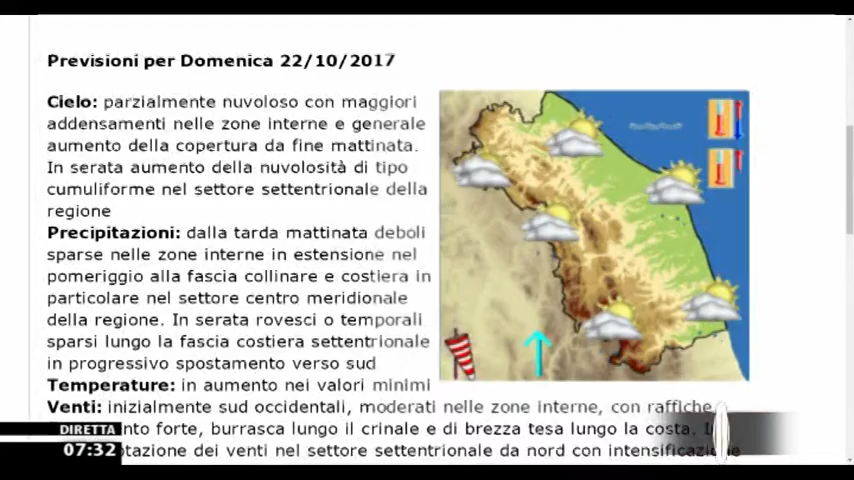 Previsioni per Domenica 22/10/2017
Cielo: parzialmente nuvoloso con maggiori
addensamenti nelle zone interne e generale
aumento della copertura da fine mattinata.
In serata aumento della nuvolosità di tipo
cumuliforme nel settore settentrionale della
regione
Precipitazioni: dalla tarda mattinata deboli
sparse nelle zone interne in estensione nel
pomeriggio alla fascia collinare e costiera in
particolare nel settore centro meridionale
della regione. In serata rovesci o temporali
sparsi lungo la fascia costiera settentrionale
in progressivo spostamento verso sud
Temperature: in aumento nei valori minimi
Venti: inizialmente sud occidentali, moderati nelle zone interne, con raffiche
forte, burrasca lungo il crinale e di brezza tesa lungo la costa.
dei venti nel settore settentrionale da nord con intensificazione
DIRETTA
07:32